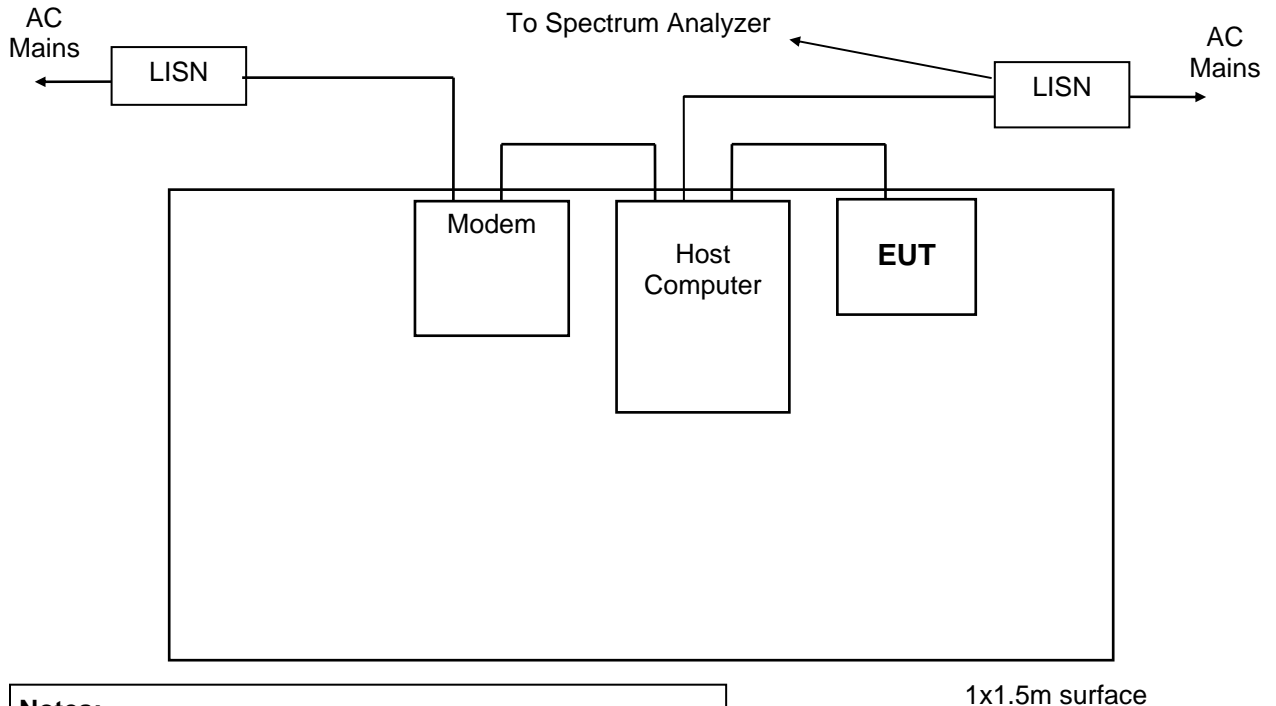 AC
Mains
LISN
To Spectrum Analyzer
LISN
AC
Mains
Modem
Host
Computer
EUT
1x1.5m surface
Notes: